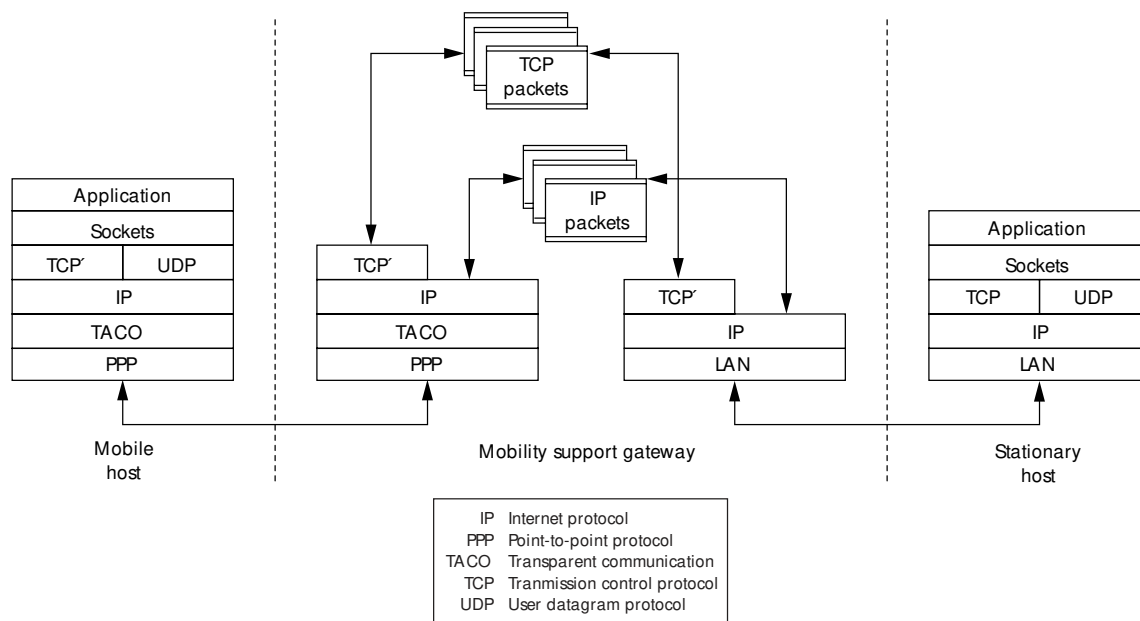 TCP
packets
IP
packets
Application
Sockets
TCP′
UDP
IP
TACO
PPP
Mobile
host
TCP′
IP
TACO
PPP
TCP′
IP
LAN
Mobility support gateway
Application
Sockets
TCP
UDP
IP
LAN
Stationary
host
IP Internet protocol
PPP Point-to-point protocol
TACO Transparent communication
TCP Tranmission control protocol
UDP User datagram protocol